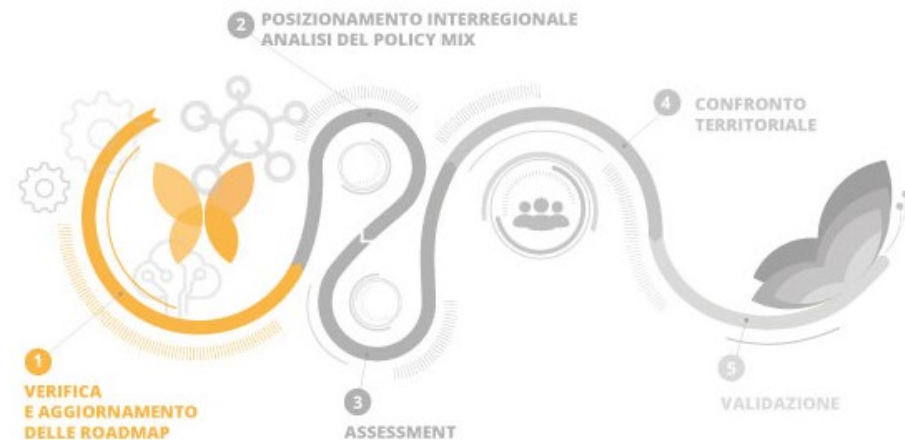 1
VERIFICA
E AGGIORNAMENTO
DELLE ROADMAP
2
POSIZIONAMENTO INTERREGIONALE
ANALISI DEL POLICY MIX
3
ASSESSMENT
4
CONFRONTO
TERRITORIALE
5
VALIDAZIONE